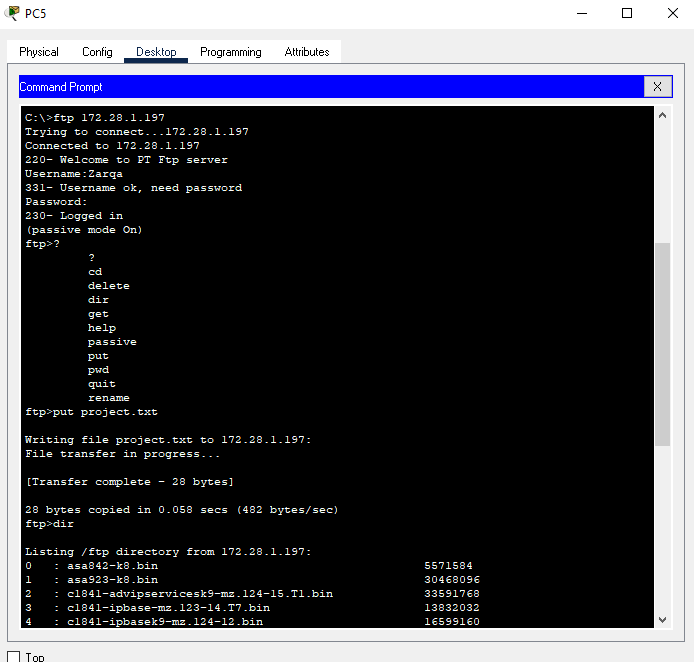 PC5
Physical Config Desktop Programming Attributes
Command Prompt
X
C:\>ftp 172.28.1.197
Trying to connect...172.28.1.197
Connected to 172.28.1.197
220- Welcome to PT Ftp server
Username:Zarqa
331- Username ok, need password
Password:
230- Logged in
(passive mode On)
ftp>?
?
cd
delete
dir
get
help
passive
put
pwd
quit
rename
ftp>put project.txt
Writing file project.txt to 172.28.1.197:
File transfer in progress...
[Transfer complete - 28 bytes]
28 bytes copied in 0.058 secs (482 bytes/sec)
ftp>dir
Listing /ftp directory from 172.28.1.197:
0 : asa842-k8.bin 5571584
1 : asa923-k8.bin 30468096
2 : c1841-advipservicesk9-mz.124-15.T1.bin 33591768
3 : c1841-ipbase-mz.123-14.T7.bin 13832032
4 : c1841-ipbasek9-mz.124-12.bin 16599160
Top